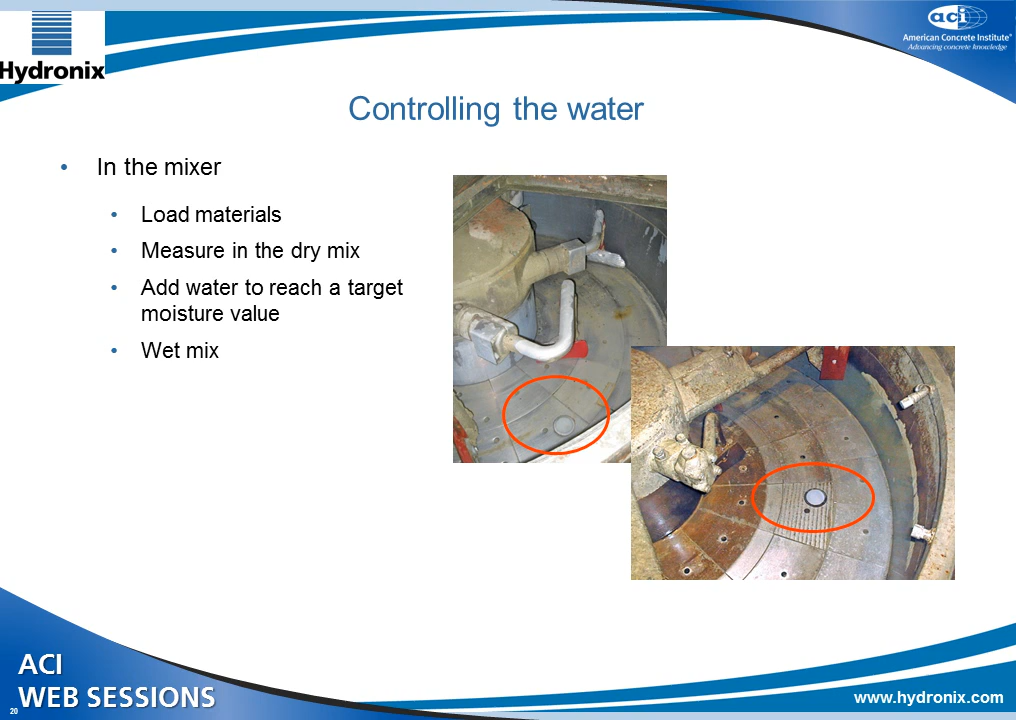 aci
American Concrete Institute®
Advancing concrete knowledge
Hydronix
Controlling the water
• In the mixer
• Load materials
• Measure in the dry mix
• Add water to reach a target
moisture value
• Wet mix
ACI
WEB SESSIONS
20
www.hydronix.com